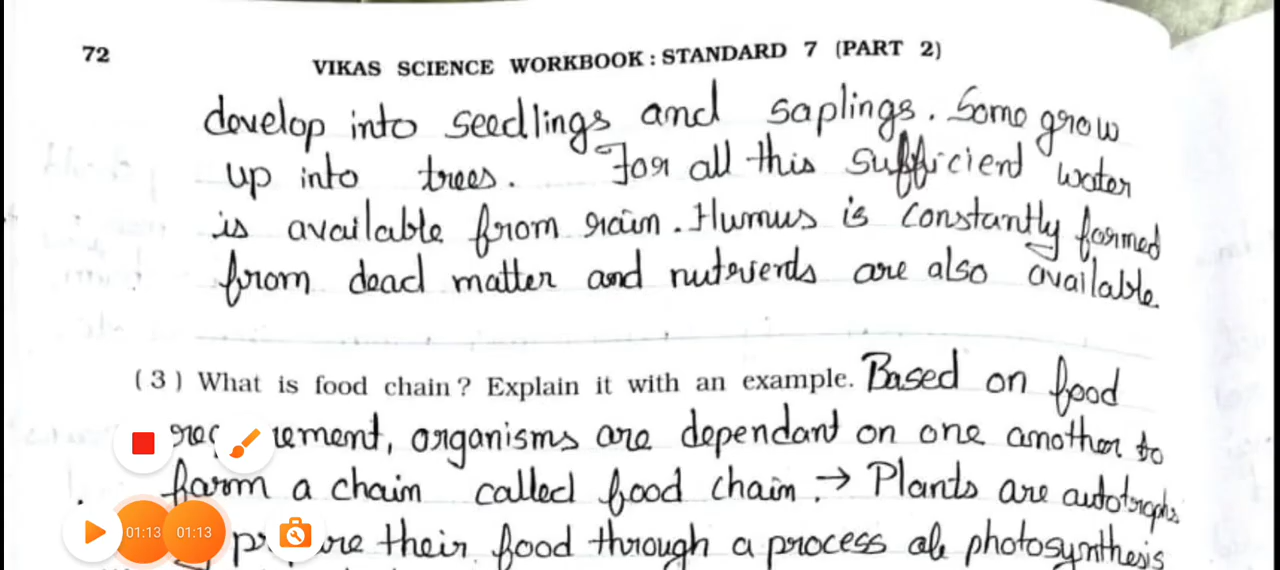 72
VIKAS SCIENCE WORKBOOK : STANDARD 7 (PART 2)
develop into seedlings and saplings. Some grow
up into trees. For all this sufficient water
is available from rain. Humus is constantly formed
from dead matter and nutrients are also available.
(3) What is food chain? Explain it with an example. Based on food
organisms are dependant on one another to
form a chain called food chain. → Plants are autotrophs
their food through a process of photosynthesis
01:13 01:13